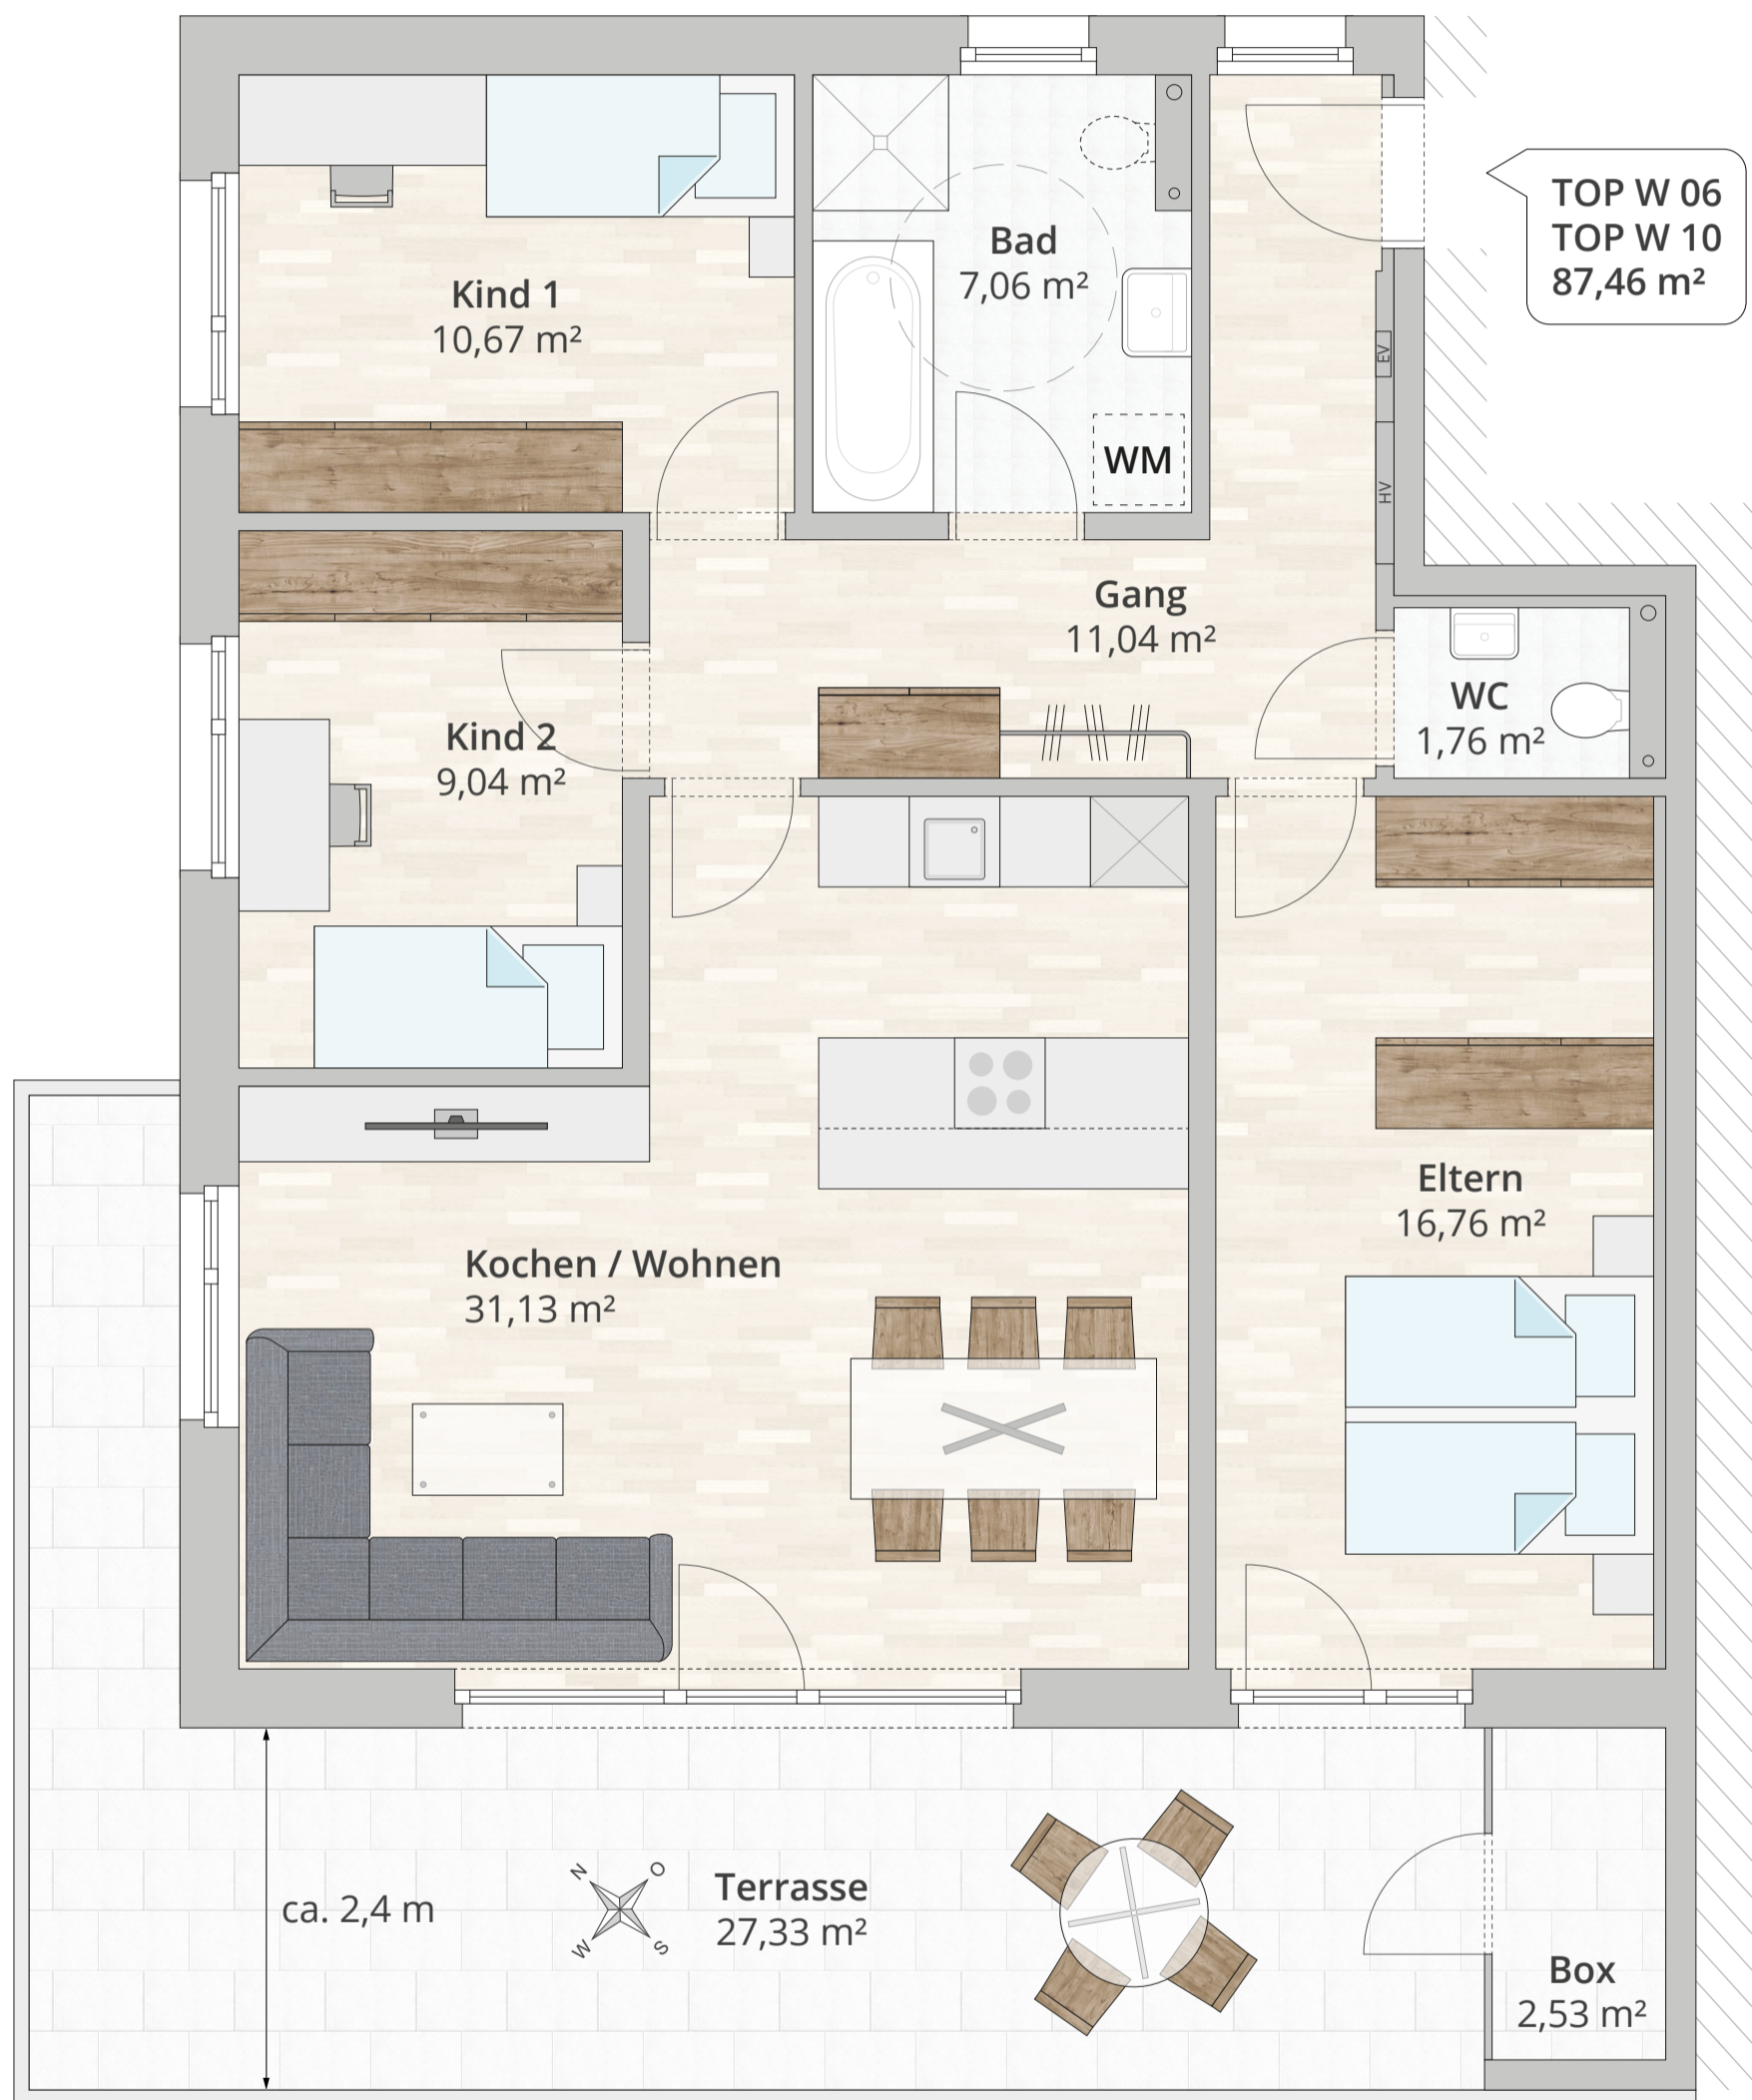 TOP W 06
TOP W 10
87,46 m²
Bad
7,06 m²
Kind 1
10,67 m²
EV
WM
HV
Gang
11,04 m²
WC
1,76 m²
Kind 2
9,04 m²
Eltern
16,76 m²
Kochen / Wohnen
31,13 m²
N
O
W
S
ca. 2,4 m
Terrasse
27,33 m²
Box
2,53 m²